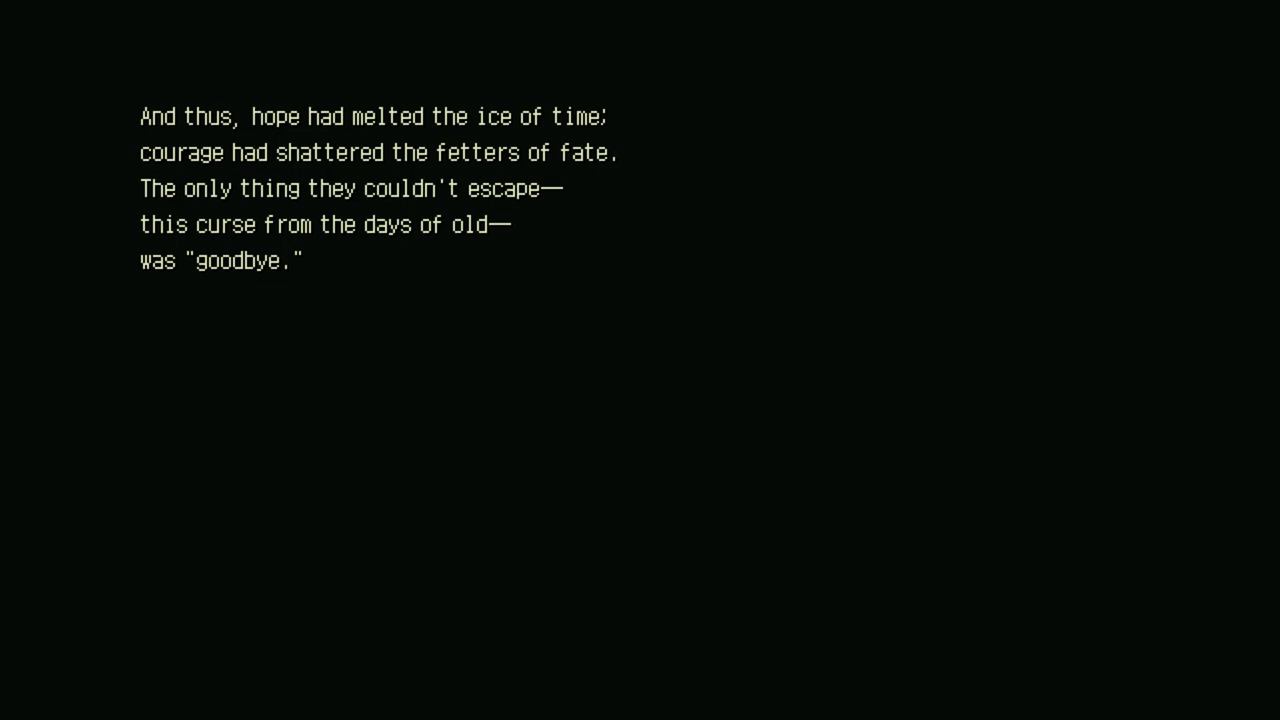 And thus, hope had melted the ice of time;
courage had shattered the fetters of fate.
The only thing they couldn't escape—
this curse from the days of old—
was "goodbye."